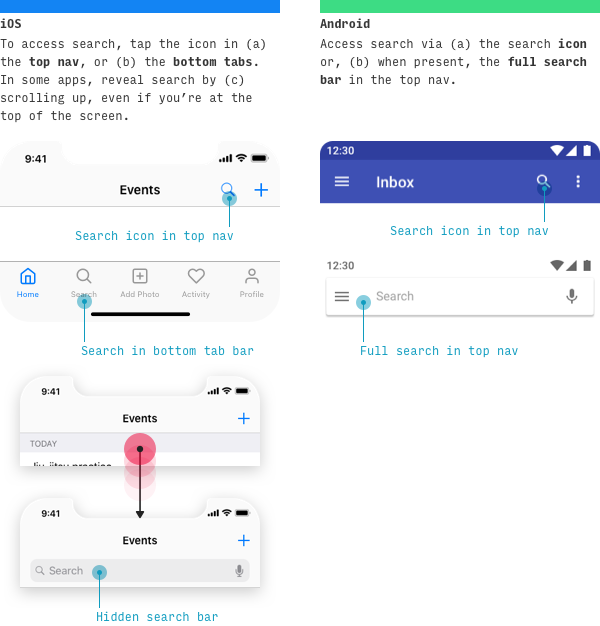 iOS
To access search, tap the icon in (a)
the top nav, or (b) the bottom tabs.
In some apps, reveal search by (c)
scrolling up, even if you're at the
top of the screen.
9:41
Events
Search icon in top nav
Home
Search
Add Photo
Activity
Profile
Search in bottom tab bar
9:41
Events
TODAY
Jiu-jitsu practice
9:41
Events
Search
Hidden search bar
Android
Access search via (a) the search icon
or, (b) when present, the full search
bar in the top nav.
12:30
Inbox
Search icon in top nav
12:30
Search
Full search in top nav